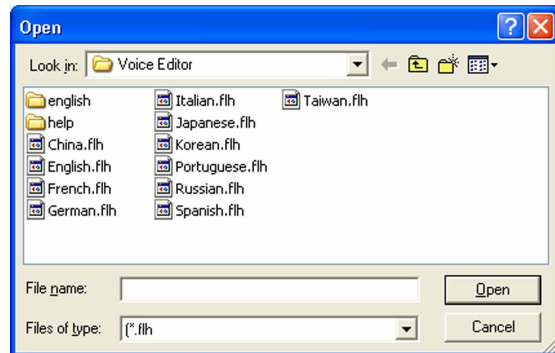 Open
Look in: Voice Editor
english
help
China.flh
English.flh
French.flh
German.flh
Italian.flh
Japanese.flh
Korean.flh
Portuguese.flh
Russian.flh
Spanish.flh
Taiwan.flh
File name:
Open
Files of type: (*.flh
Cancel